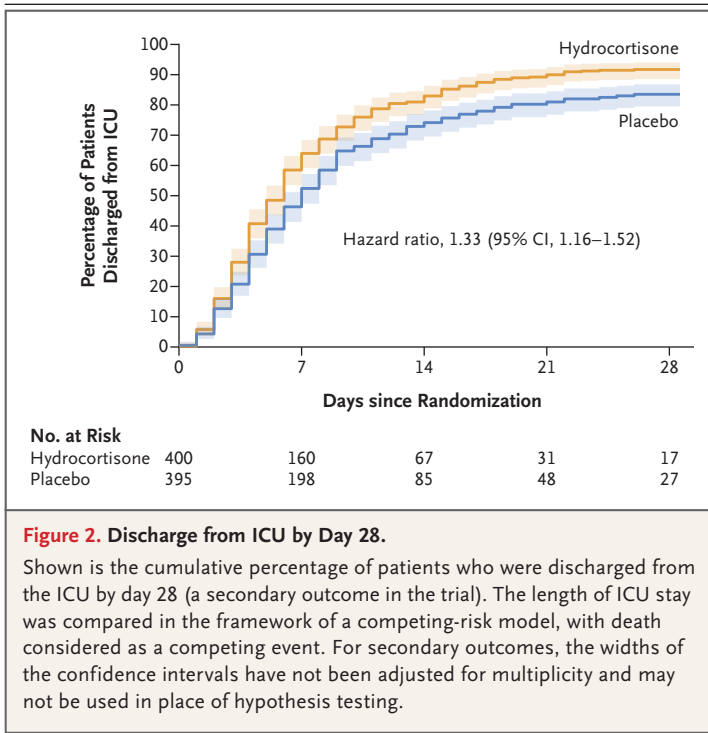 100
90
80
70
60
50
40
30
20
10
0
Percentage of Patients
Discharged from ICU
Hydrocortisone
Placebo
Hazard ratio, 1.33 (95% CI, 1.16–1.52)
0 7 14 21 28
Days since Randomization
No. at Risk
Hydrocortisone 400 160 67 31 17
Placebo 395 198 85 48 27
Figure 2. Discharge from ICU by Day 28.
Shown is the cumulative percentage of patients who were discharged from
the ICU by day 28 (a secondary outcome in the trial). The length of ICU stay
was compared in the framework of a competing-risk model, with death
considered as a competing event. For secondary outcomes, the widths of
the confidence intervals have not been adjusted for multiplicity and may
not be used in place of hypothesis testing.